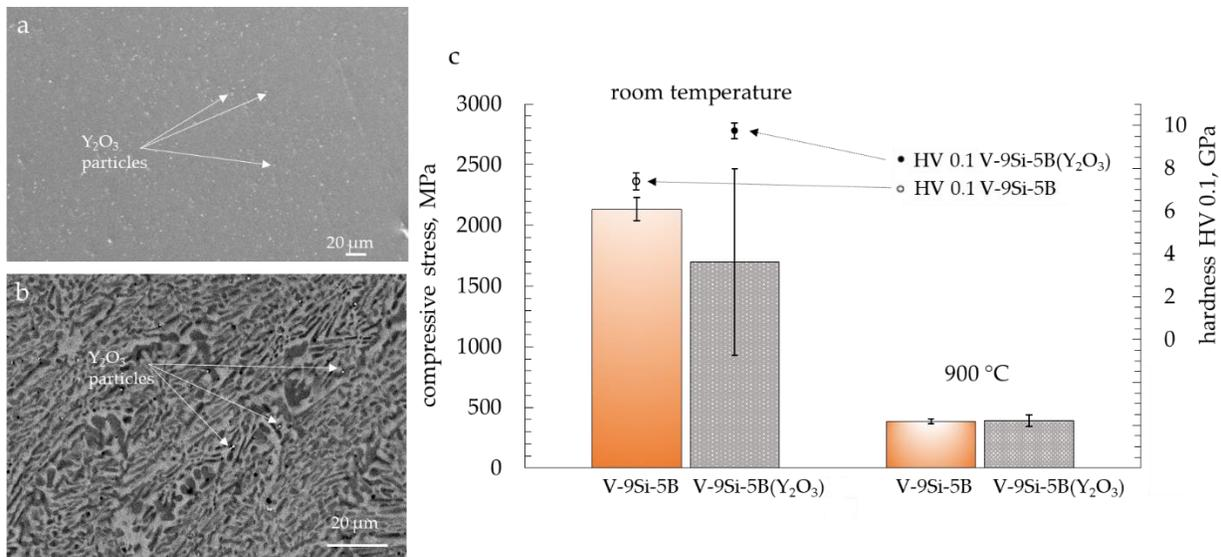 a
Y₂O₃
particles
20 µm
b
Y₂O₃
particles
20 µm
c
room temperature
compressive stress, MPa
3000
2500
2000
1500
1000
500
0
HV 0.1 V-9Si-5B(Y₂O₃)
HV 0.1 V-9Si-5B
900 °C
10
8
6
4
2
0
hardness HV 0.1, GPa
V-9Si-5B
V-9Si-5B(Y₂O₃)
V-9Si-5B
V-9Si-5B(Y₂O₃)